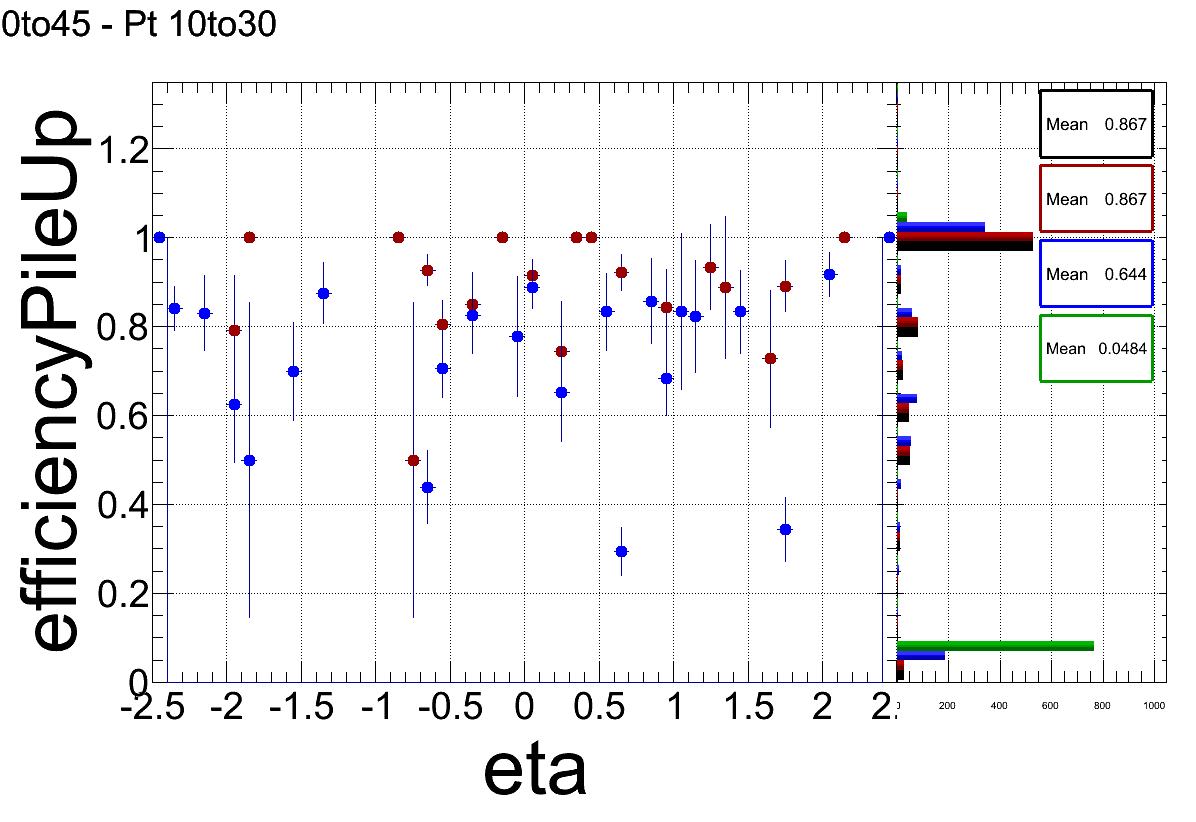 0to45 - Pt 10to30
efficiencyPileUp
1.2
1
0.8
0.6
0.4
0.2
0
-2.5 -2 -1.5 -1 -0.5 0 0.5 1 1.5 2 2.
200 400 600 800 1000
eta
Mean 0.867
Mean 0.867
Mean 0.644
Mean 0.0484